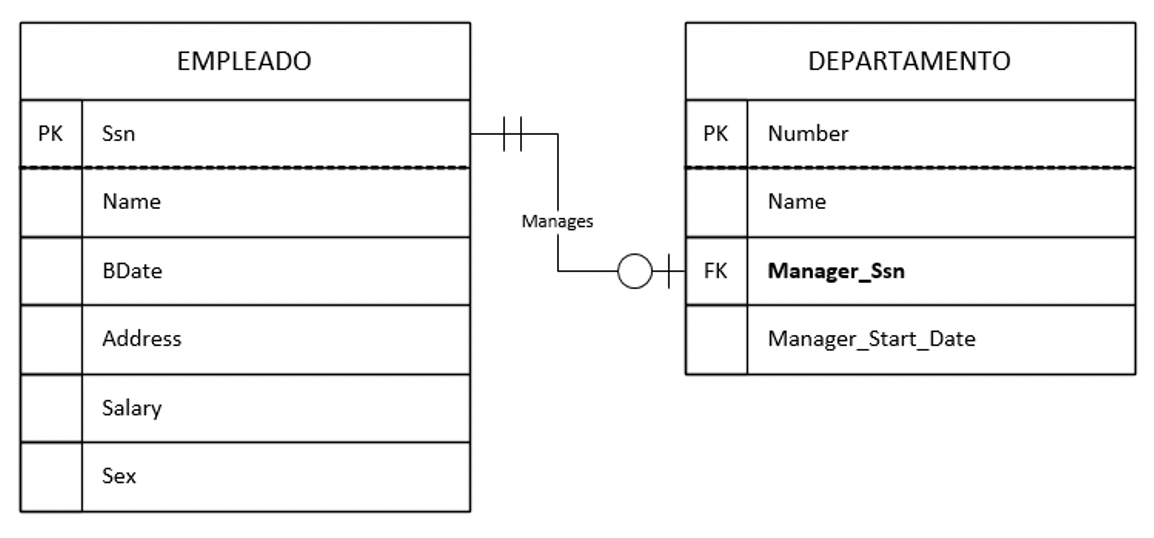 EMPLEADO
PK Ssn
Name
BDate
Address
Salary
Sex
Manages
DEPARTAMENTO
PK Number
Name
FK Manager_Ssn
Manager_Start_Date